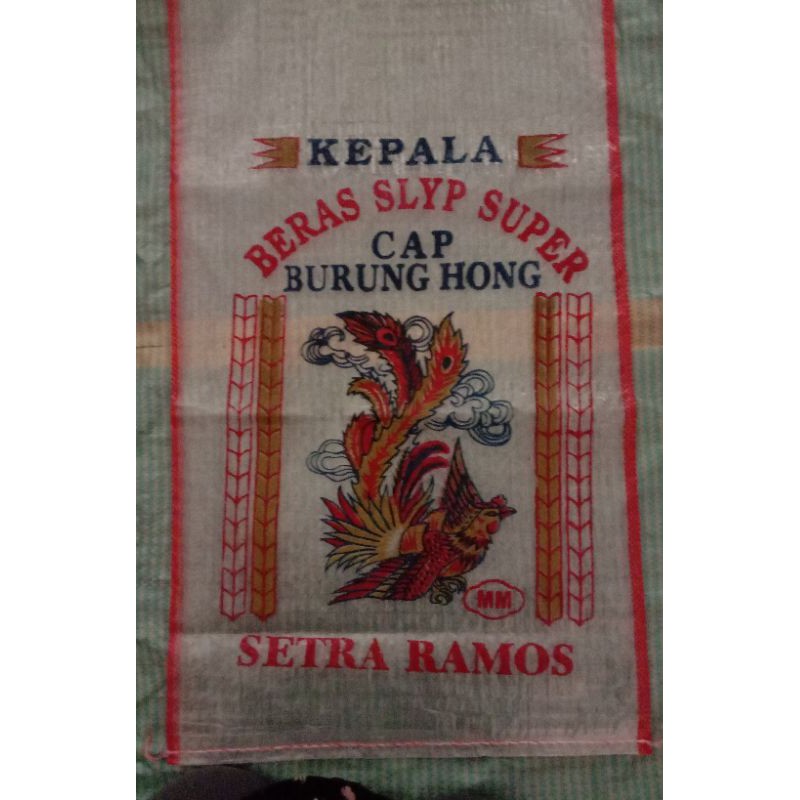 KEPALA
BERAS SLYP SUPER
CAP
BURUNG HONG
MM
SETRA RAMOS